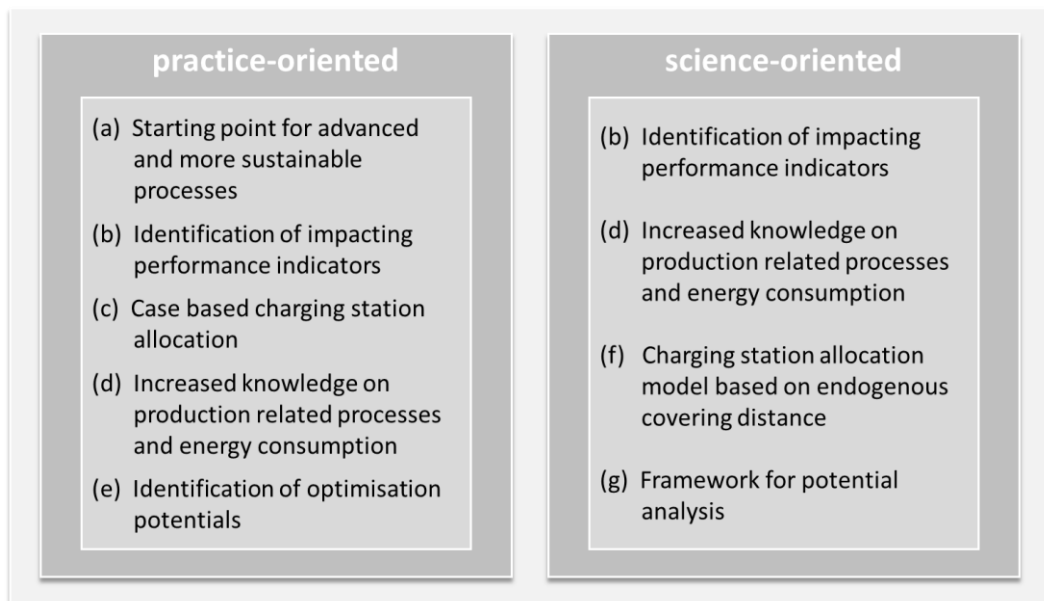 practice-oriented
(a) Starting point for advanced
and more sustainable
processes
(b) Identification of impacting
performance indicators
(c) Case based charging station
allocation
(d) Increased knowledge on
production related processes
and energy consumption
(e) Identification of optimisation
potentials
science-oriented
(b) Identification of impacting
performance indicators
(d) Increased knowledge on
production related processes
and energy consumption
(f) Charging station allocation
model based on endogenous
covering distance
(g) Framework for potential
analysis